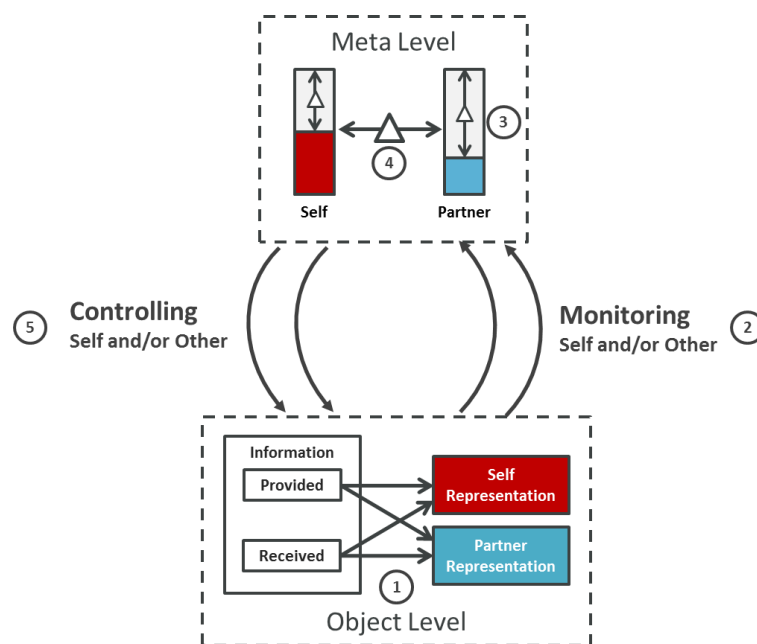 Meta Level
3
4
Self
Partner
5
Controlling
Self and/or Other
Monitoring
Self and/or Other
2
Information
Provided
Received
Self
Representation
Partner
Representation
1
Object Level